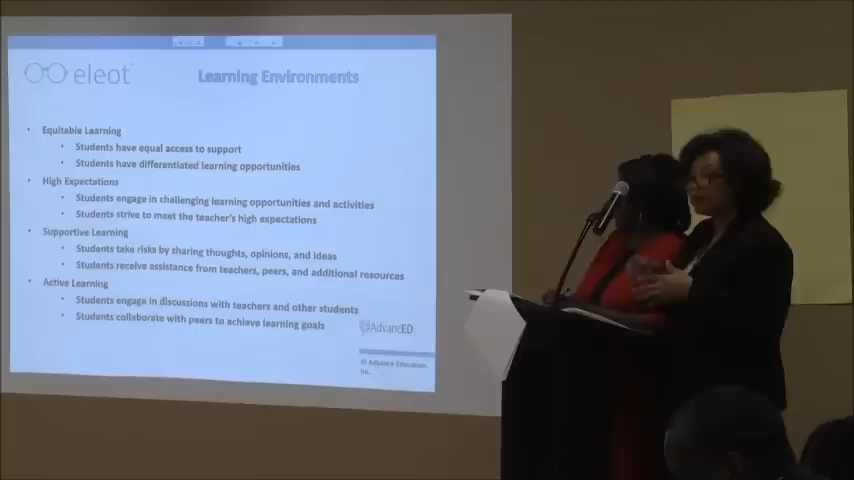 eleot
Learning Environments
• Equitable Learning
• Students have equal access to support
• Students have differentiated learning opportunities
• High Expectations
• Students engage in challenging learning opportunities and activities
• Students strive to meet the teacher's high expectations
• Supportive Learning
• Students take risks by sharing thoughts, opinions, and ideas
• Students receive assistance from teachers, peers, and additional resources
• Active Learning
• Students engage in discussions with teachers and other students
• Students collaborate with peers to achieve learning goals
AdvancED
© Advance Education,
Inc.